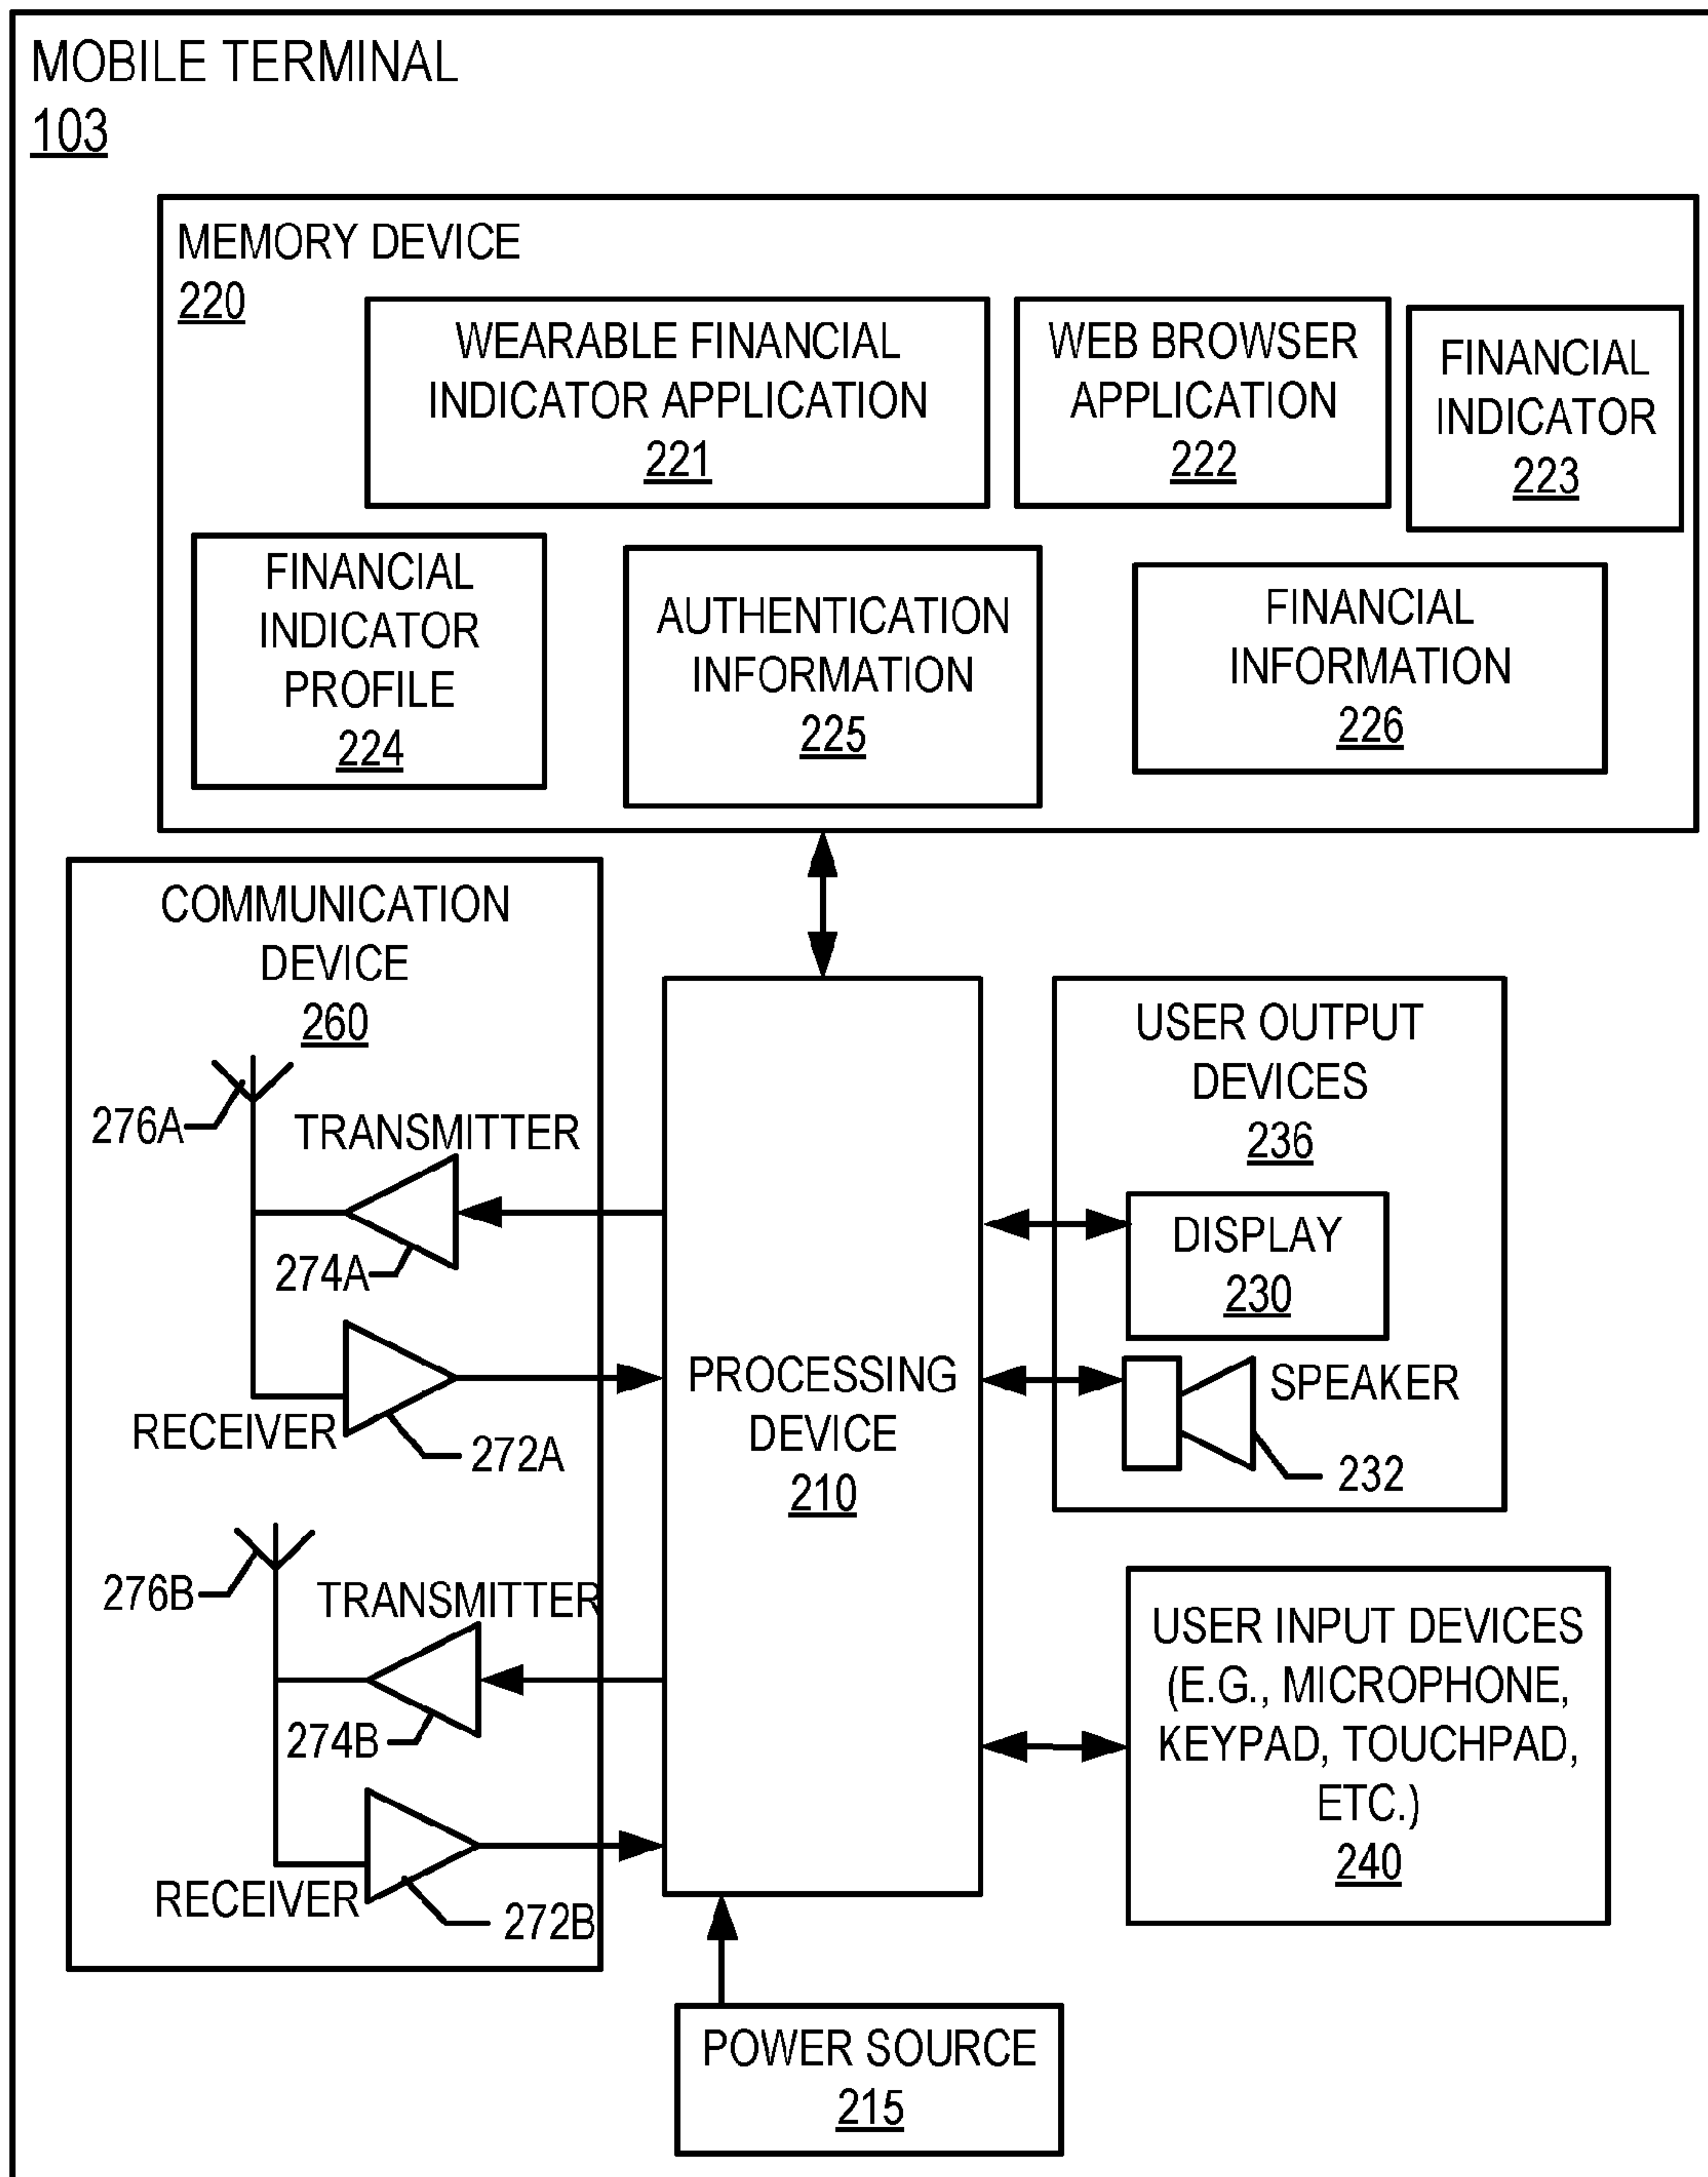 MOBILE TERMINAL
103
MEMORY DEVICE
220
WEARABLE FINANCIAL
INDICATOR APPLICATION
221
WEB BROWSER
APPLICATION
222
FINANCIAL
INDICATOR
223
FINANCIAL
INDICATOR
PROFILE
224
AUTHENTICATION
INFORMATION
225
FINANCIAL
INFORMATION
226
COMMUNICATION
DEVICE
260
276A
TRANSMITTER
274A
RECEIVER
272A
276B
TRANSMITTER
274B
RECEIVER
272B
PROCESSING
DEVICE
210
USER OUTPUT
DEVICES
236
DISPLAY
230
SPEAKER
232
USER INPUT DEVICES
(E.G., MICROPHONE,
KEYPAD, TOUCHPAD,
ETC.)
240
POWER SOURCE
215